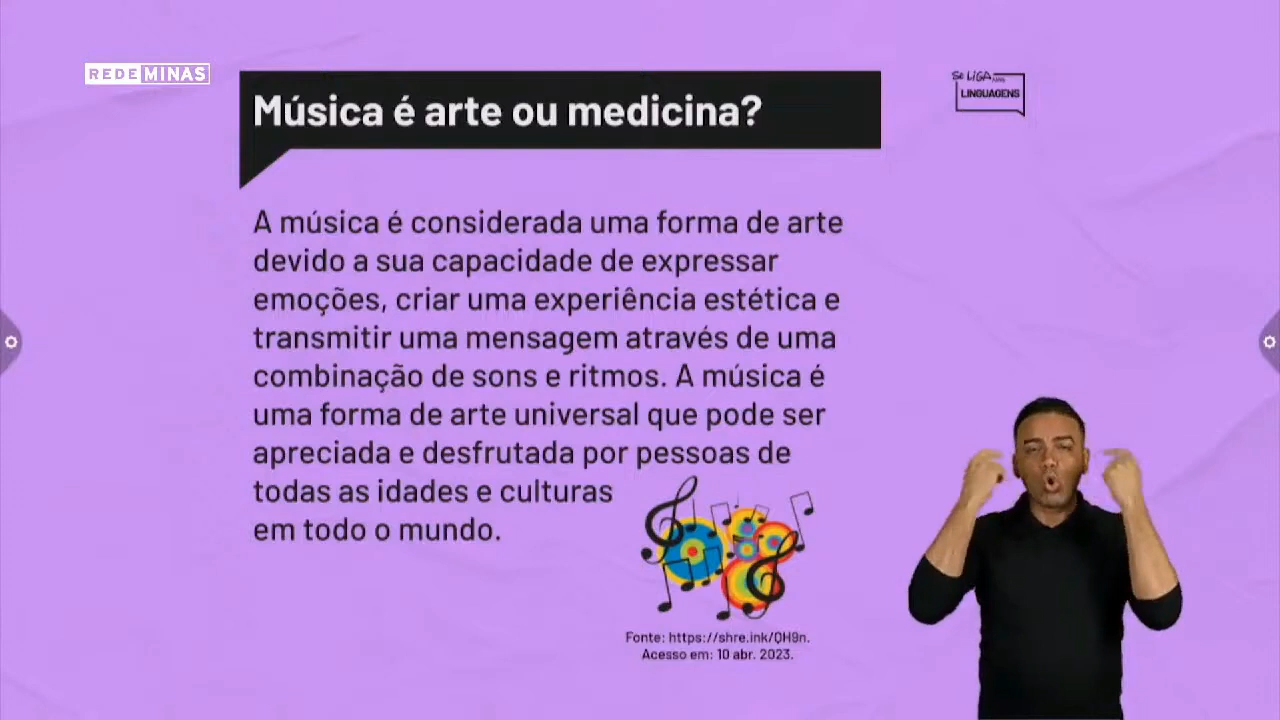 REDE MINAS
Música é arte ou medicina?
Se LiGA
LINGUAGENS
A música é considerada uma forma de arte
devido a sua capacidade de expressar
emoções, criar uma experiência estética e
transmitir uma mensagem através de uma
combinação de sons e ritmos. A música é
uma forma de arte universal que pode ser
apreciada e desfrutada por pessoas de
todas as idades e culturas
em todo o mundo.
Fonte: https://shre.ink/QH9n.
Acesso em: 10 abr. 2023.